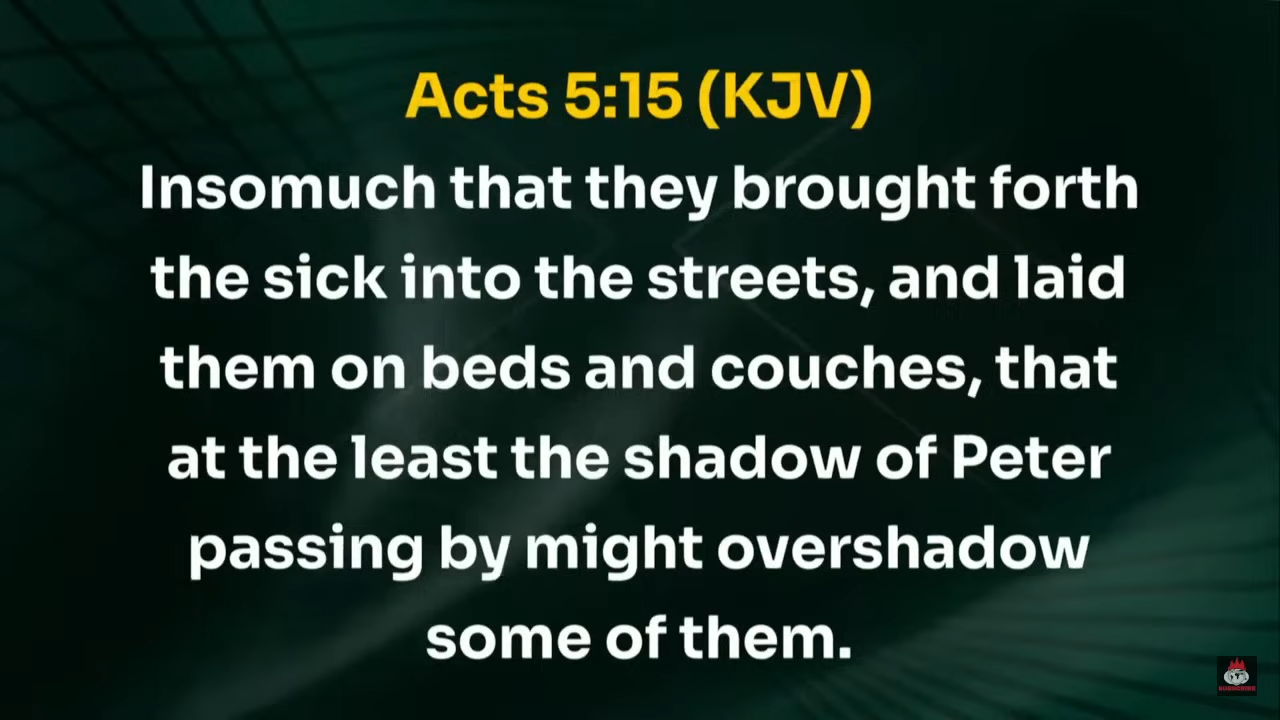 Acts 5:15 (KJV)
Insomuch that they brought forth
the sick into the streets, and laid
them on beds and couches, that
at the least the shadow of Peter
passing by might overshadow
some of them.
SUBSCRIBE